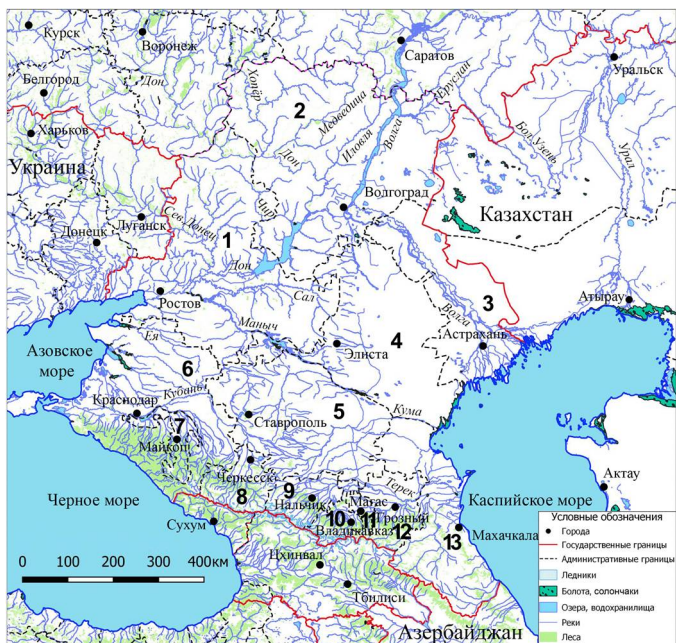 Курск
Воронеж
Саратов
Уральск
Белгород
Дон
Хопёр
Медведица
Еруслан
2
Харьков
Украина
Иловля
Волга
Дон
Бол.Узень
Урал
Волгоград
Казахстан
Луганск
Сев.Донец
Чир
Донецк
1
Дон
Ростов
Сал
Волга
3
Атырау
Маныч
Астрахань
Азовское
море
Ея
Элиста
4
6
Кубань
Краснодар
Ставрополь
5
Кума
7
Майкоп
Черкесск
8
9
Терек
Актау
Черное море
Нальчик
Магас
Каспийское море
10
11
Грозный
Владикавказ
12
13
Махачкала
Сухум
Цхинвал
Тбилиси
Азербайджан
0 100 200 300 400км
Условные обозначения
Города
Государственные границы
Административные границы
Ледники
Болота, солончаки
Озера, водохранилища
Реки
Леса